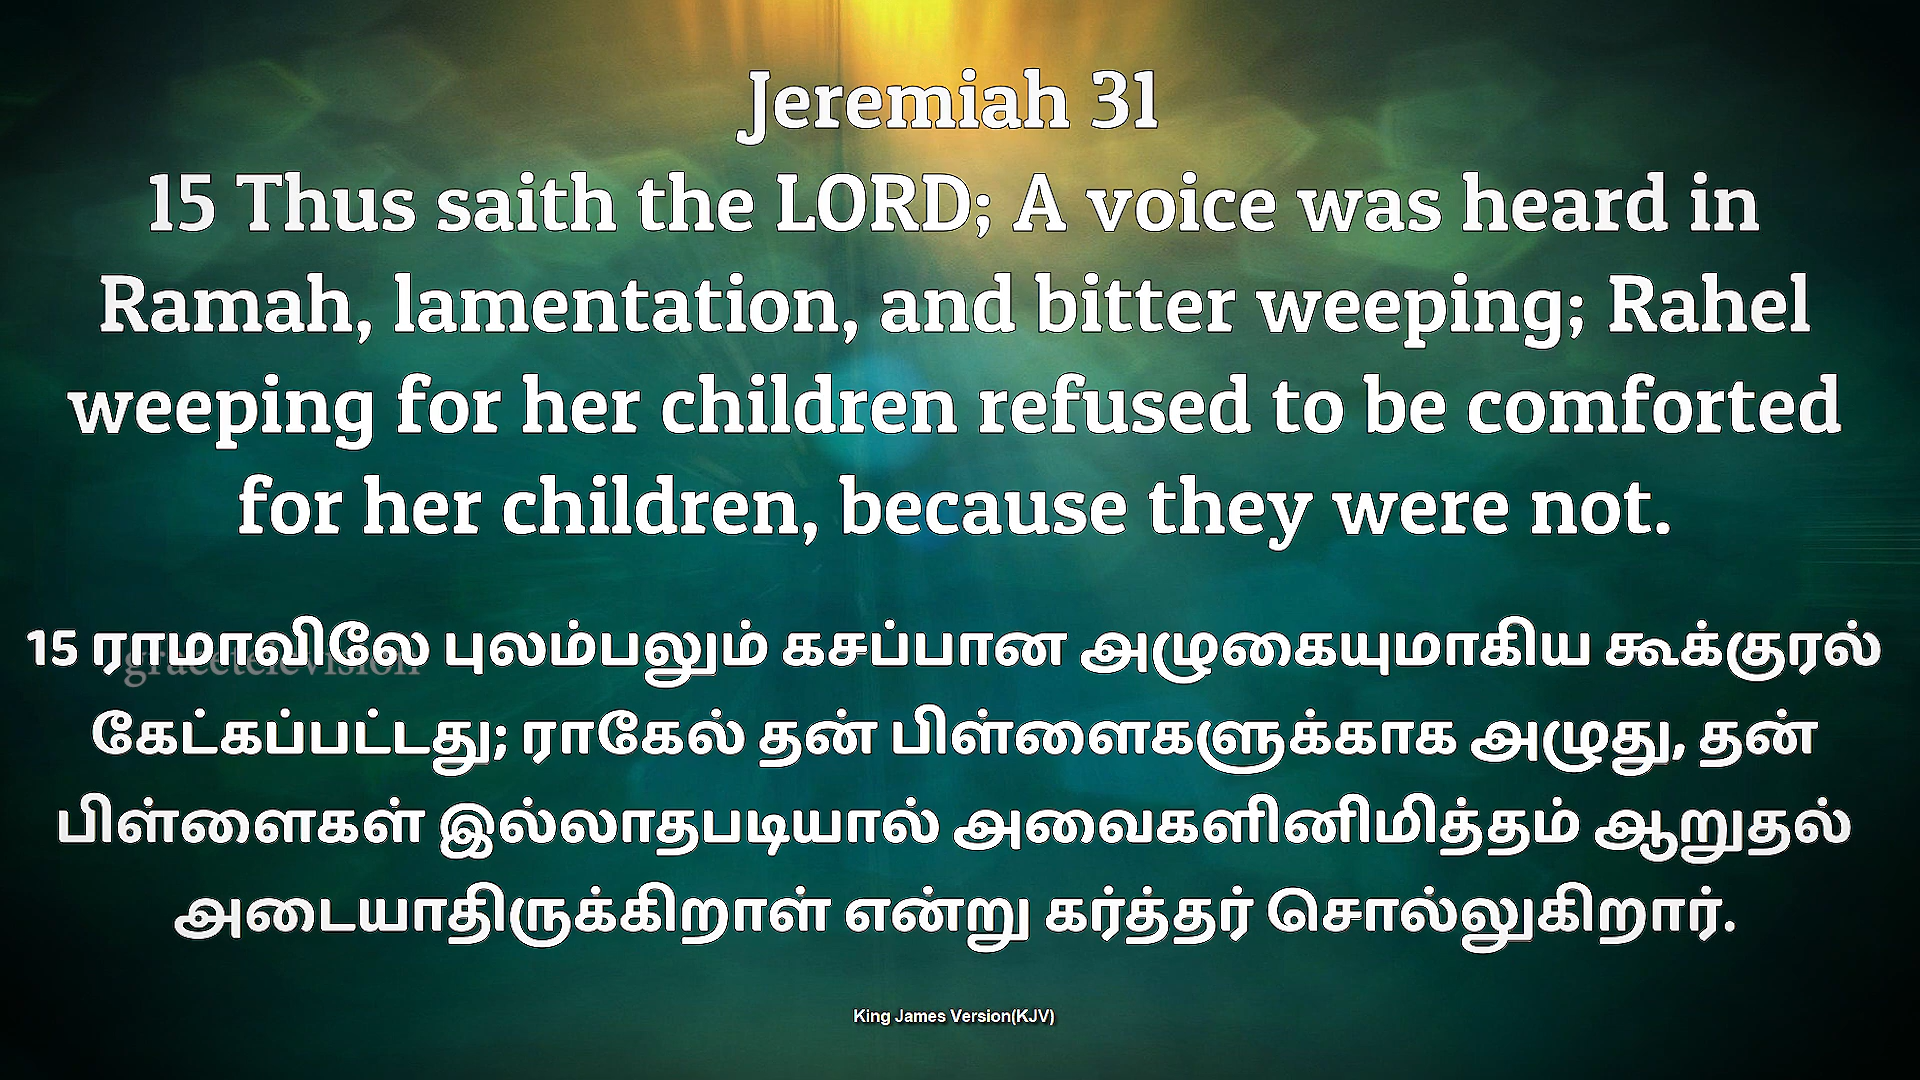 Jeremiah 31
15 Thus saith the LORD; A voice was heard in
Ramah, lamentation, and bitter weeping; Rahel
weeping for her children refused to be comforted
for her children, because they were not.
15 ராமாவிலே புலம்பலும் கசப்பான அழுகையுமாகிய கூக்குரல்
gracetelevision
கேட்கப்பட்டது; ராகேல் தன் பிள்ளைகளுக்காக அழுது, தன்
பிள்ளைகள் இல்லாதபடியால் அவைகளினிமித்தம் ஆறுதல்
அடையாதிருக்கிறாள் என்று கர்த்தர் சொல்லுகிறார்.
King James Version(KJV)